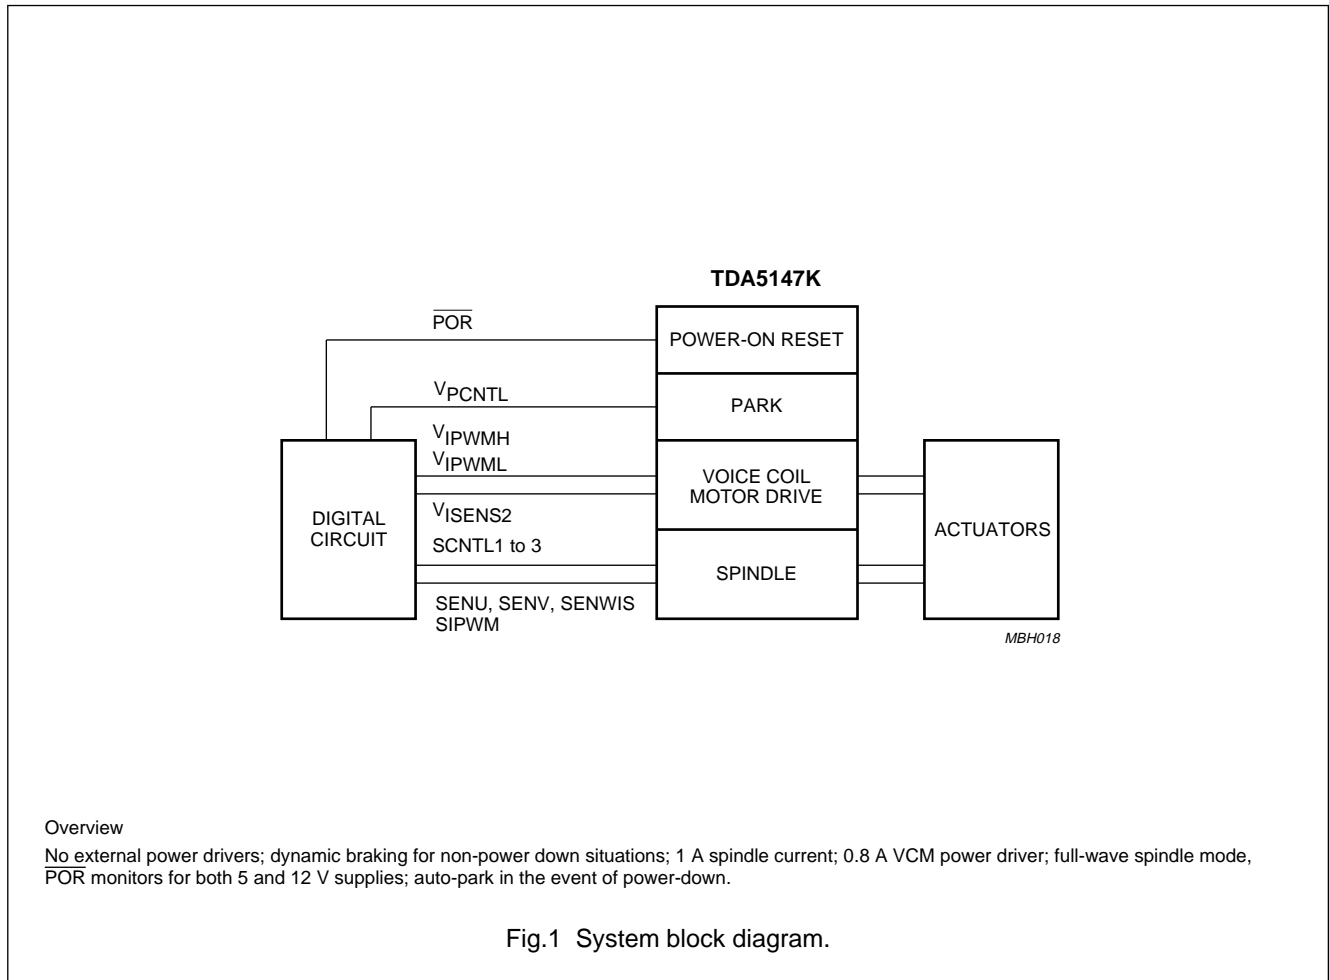 TDA5147K
POR
POWER-ON RESET
VPCNTL
PARK
VIPWMH
VIPWML
VOICE COIL
MOTOR DRIVE
VISENS2
DIGITAL
CIRCUIT
ACTUATORS
SCNTL1 to 3
SPINDLE
SENU, SENV, SENWIS
SIPWM
MBH018
Overview
No external power drivers; dynamic braking for non-power down situations; 1 A spindle current; 0.8 A VCM power driver; full-wave spindle mode,
POR monitors for both 5 and 12 V supplies; auto-park in the event of power-down.
Fig.1 System block diagram.